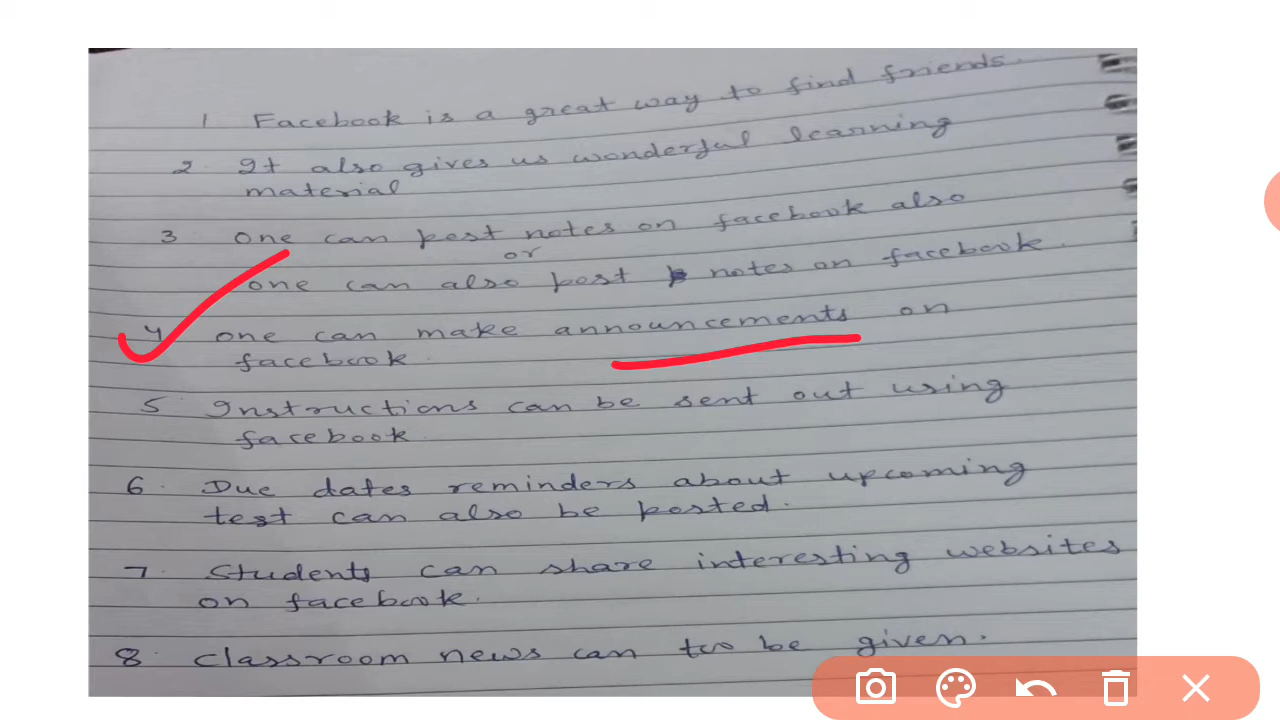 1 Facebook is a great way to find friends.
2. It also gives us wonderful learning
material
3 One can post notes on facebook also
or
one can also post notes on facebook.
4 one can make announcements on
facebook.
5 Instructions can be sent out using
facebook.
6. Due dates reminders about upcoming
test can also be posted.
7. Students can share interesting websites
on facebook.
8. Classroom news can too be given.